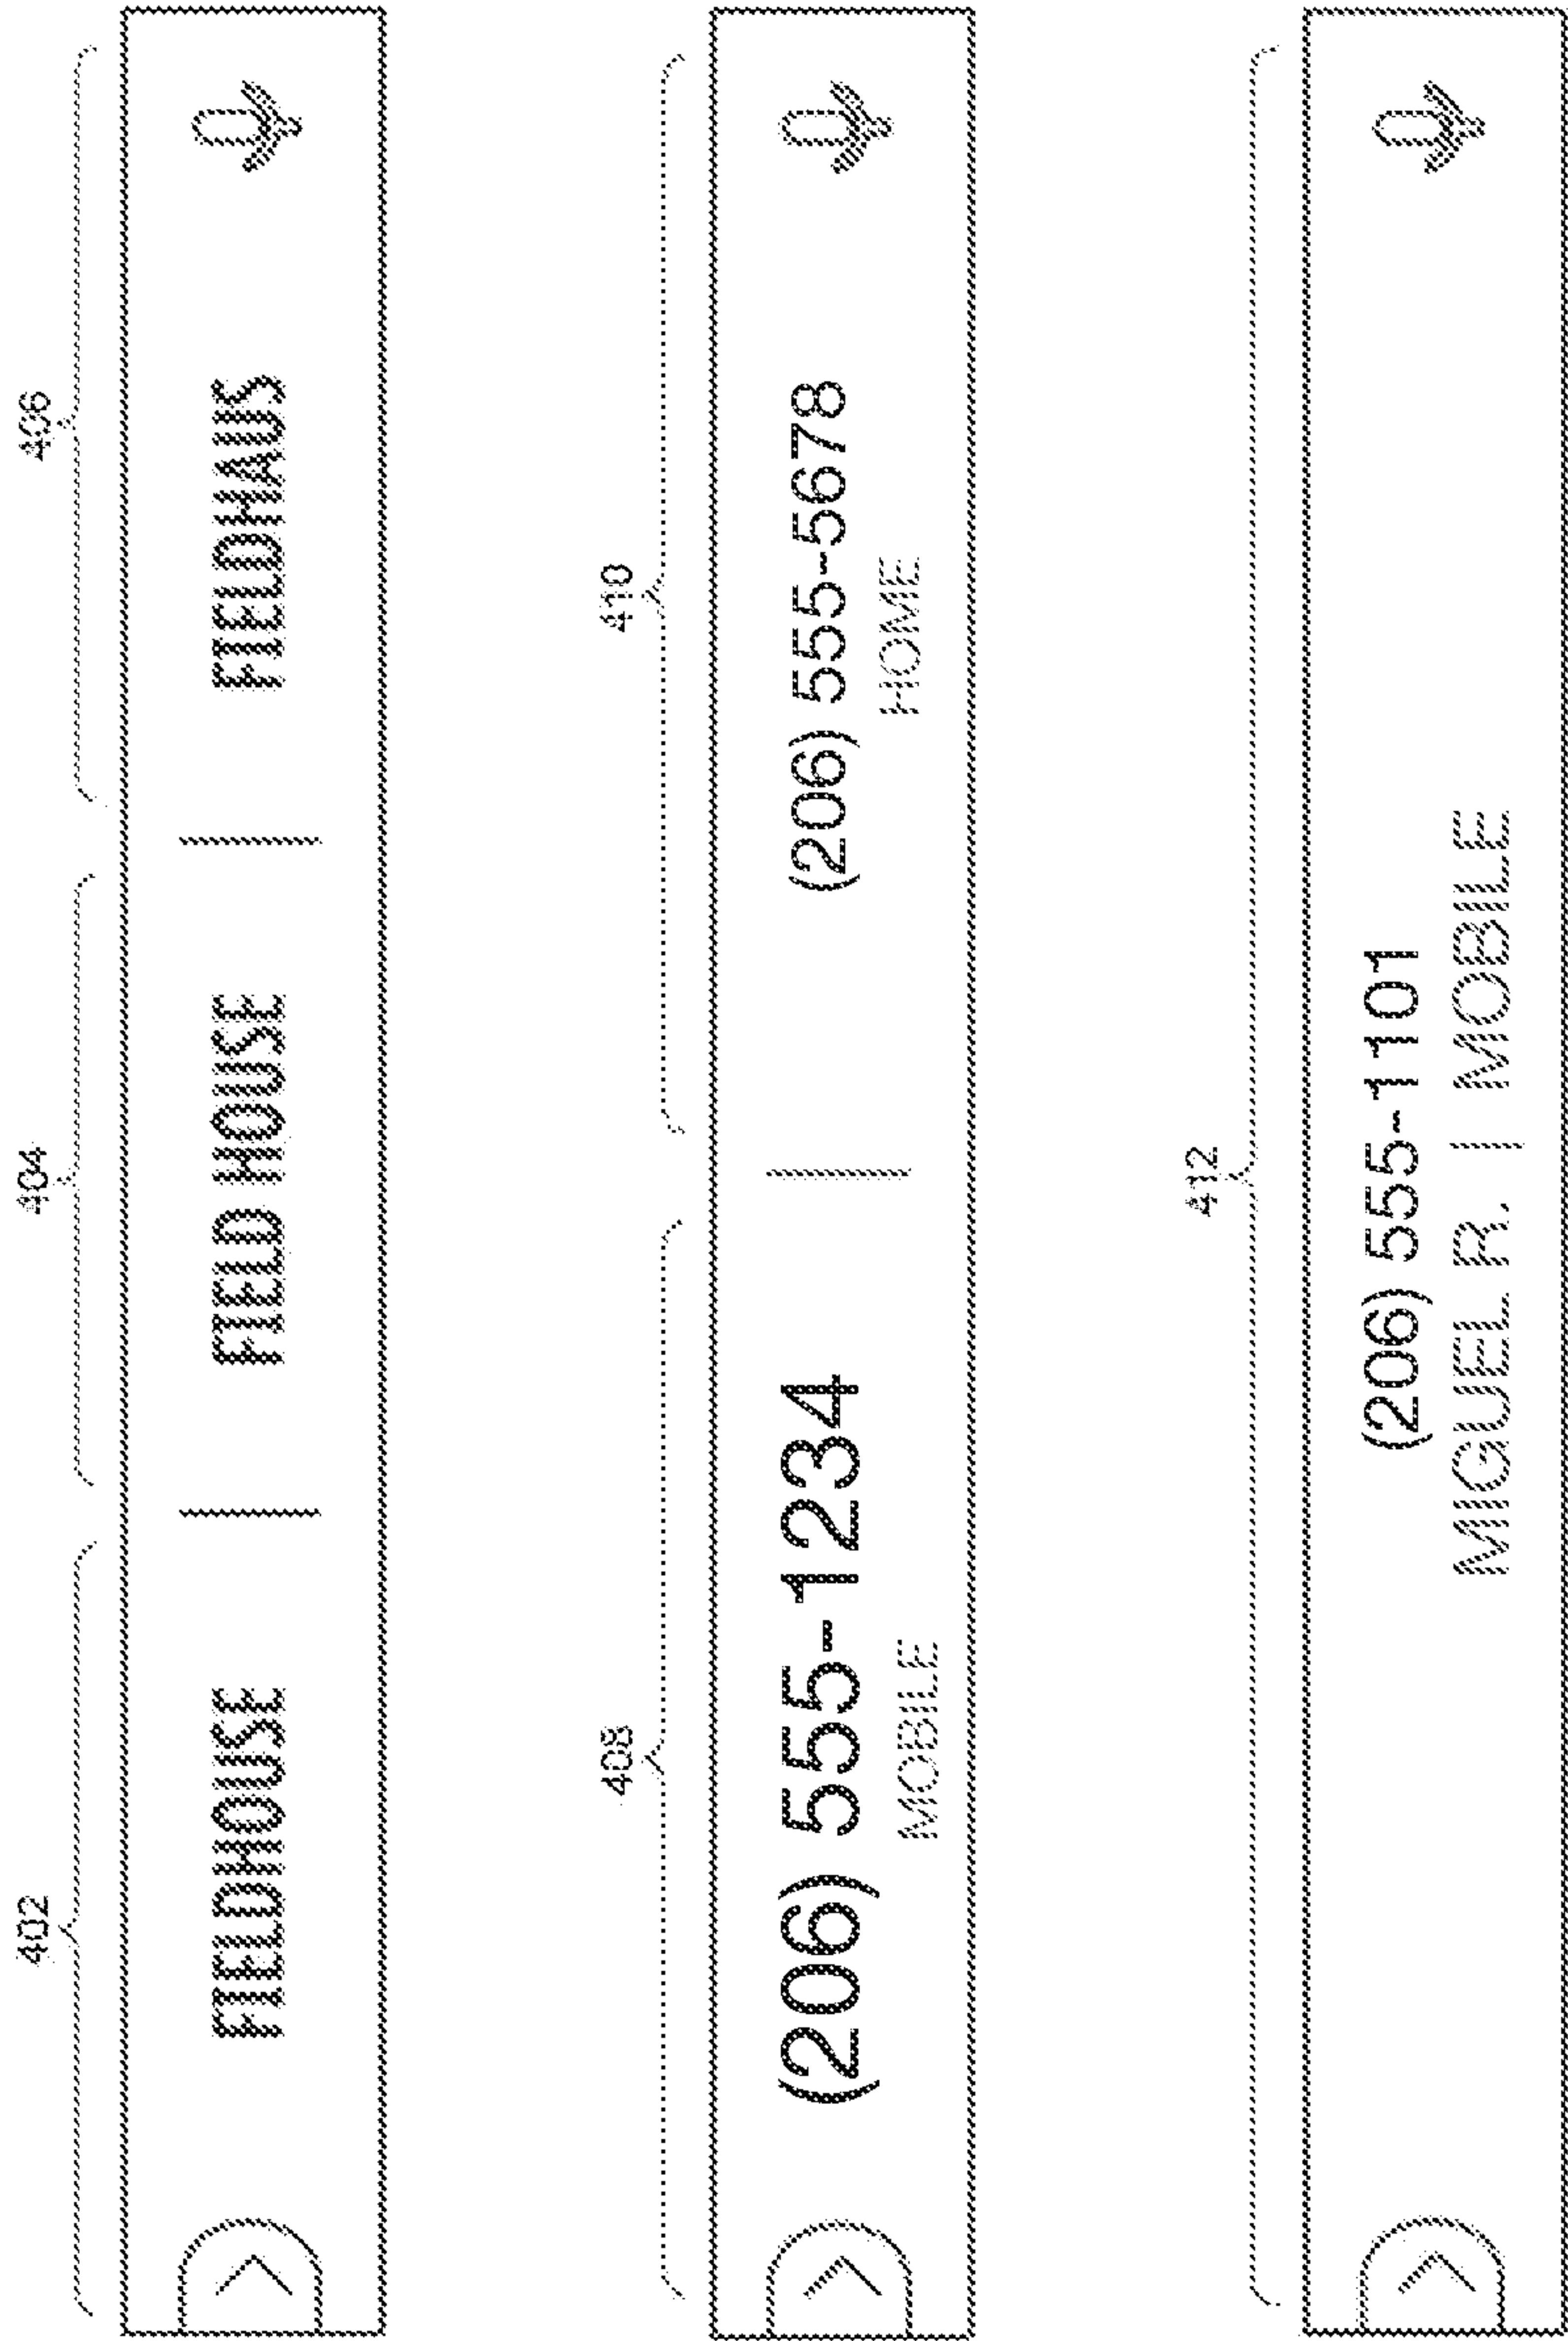 402 404 406
FIELDHOUSE | FIELD HOUSE | FIELDHAUS
408 410
(206) 555-1234 | (206) 555-5678
MOBILE HOME
412
(206) 555-1101
MIGUEL R. | MOBILE